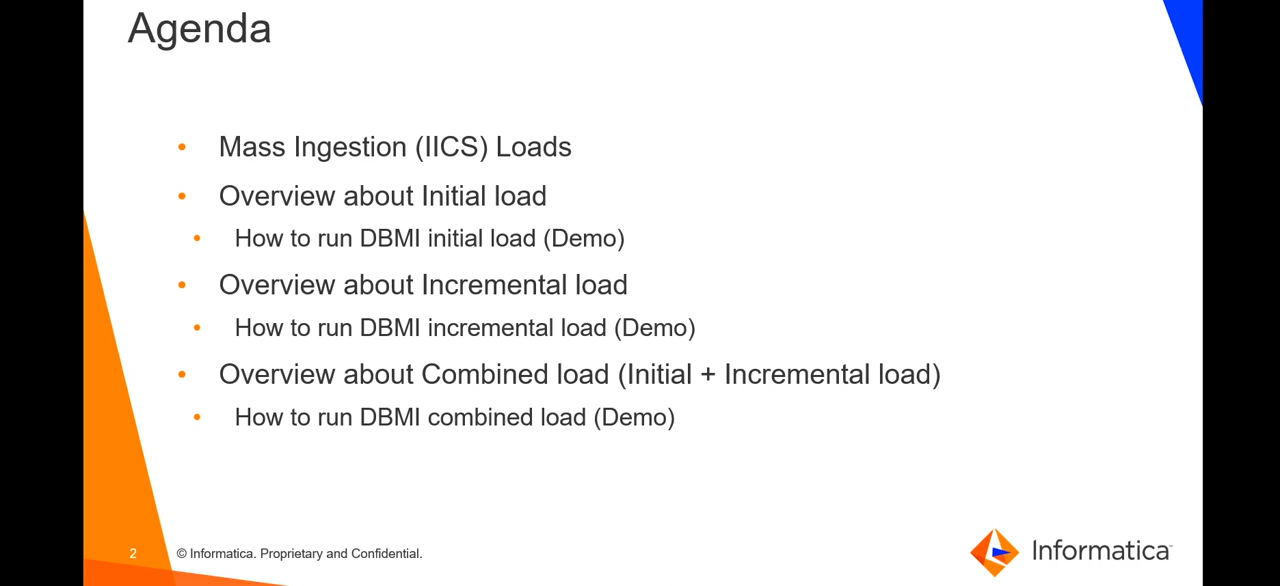 Agenda
• Mass Ingestion (IICS) Loads
• Overview about Initial load
• How to run DBMI initial load (Demo)
• Overview about Incremental load
• How to run DBMI incremental load (Demo)
• Overview about Combined load (Initial + Incremental load)
• How to run DBMI combined load (Demo)
2 © Informatica. Proprietary and Confidential.
Informatica™